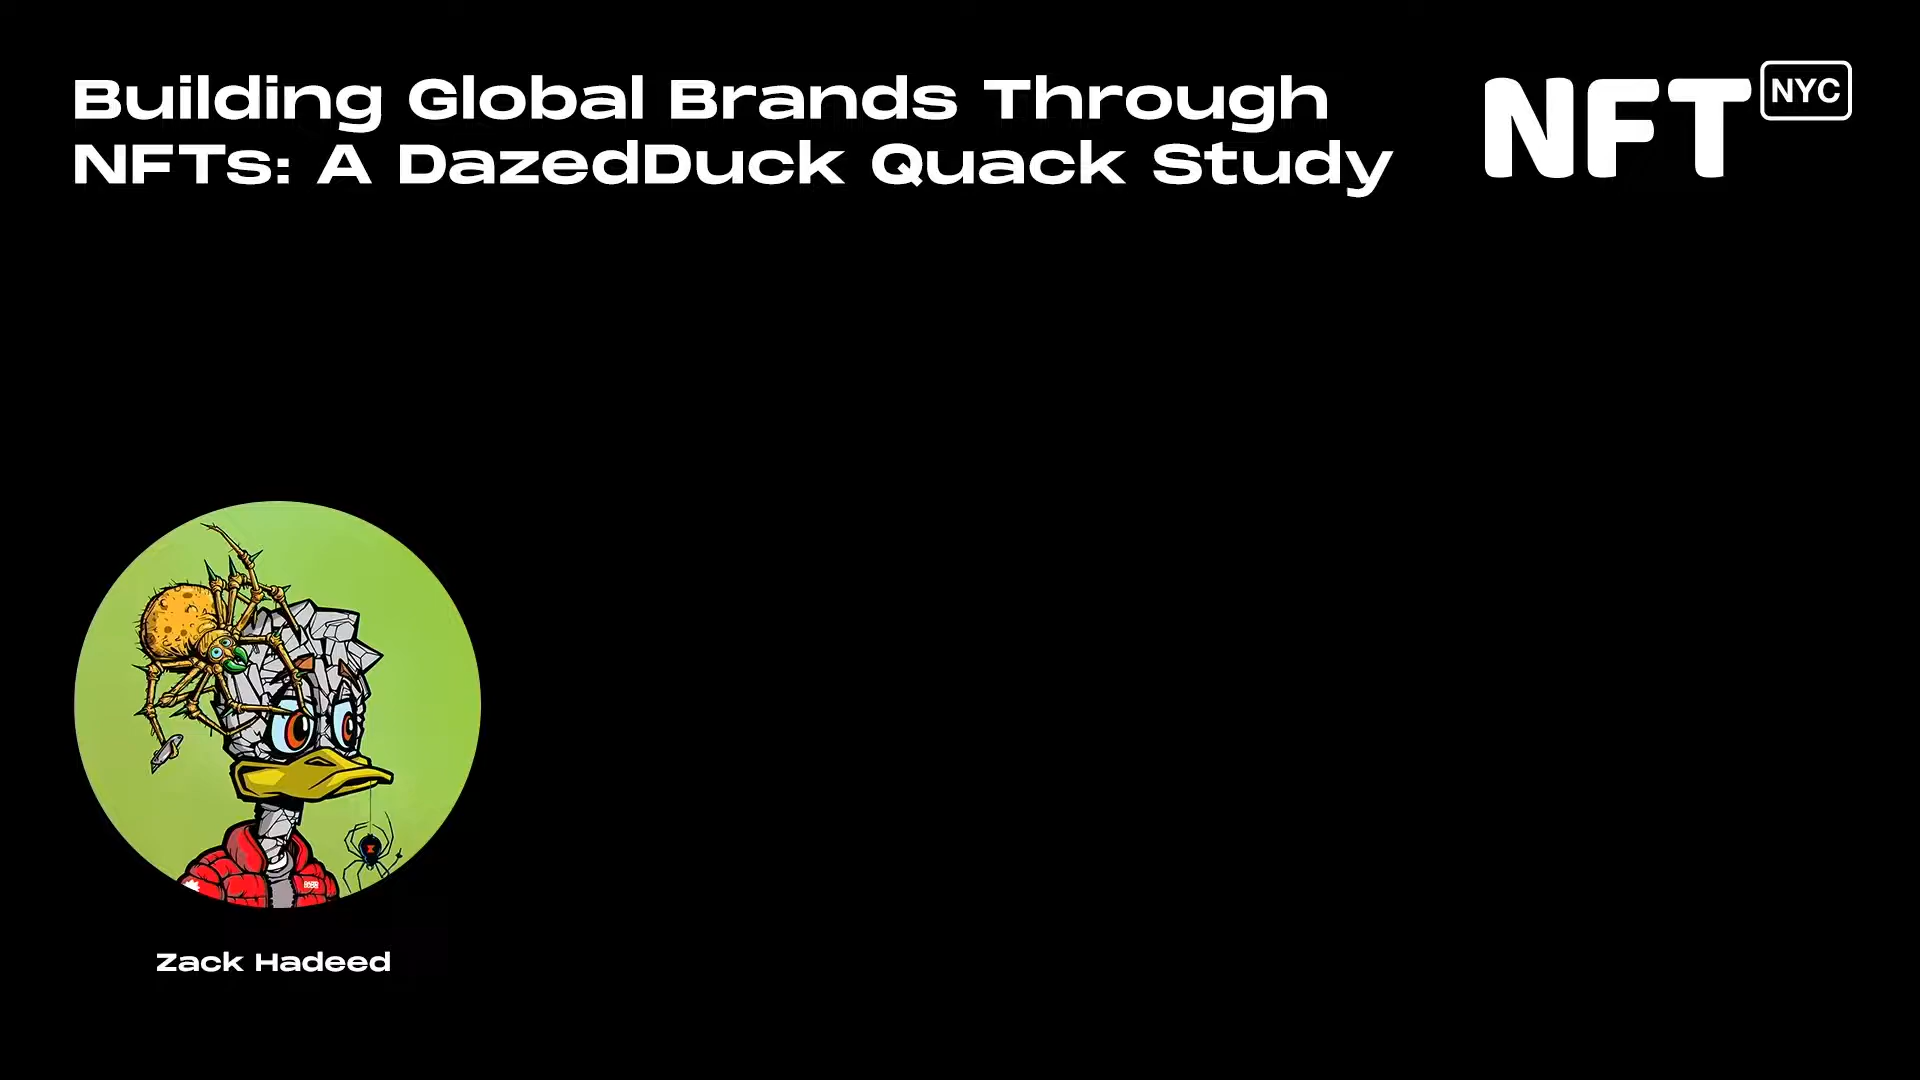 Building Global Brands Through
NFTs: A DazedDuck Quack Study
NFT NYC
Zack Hadeed